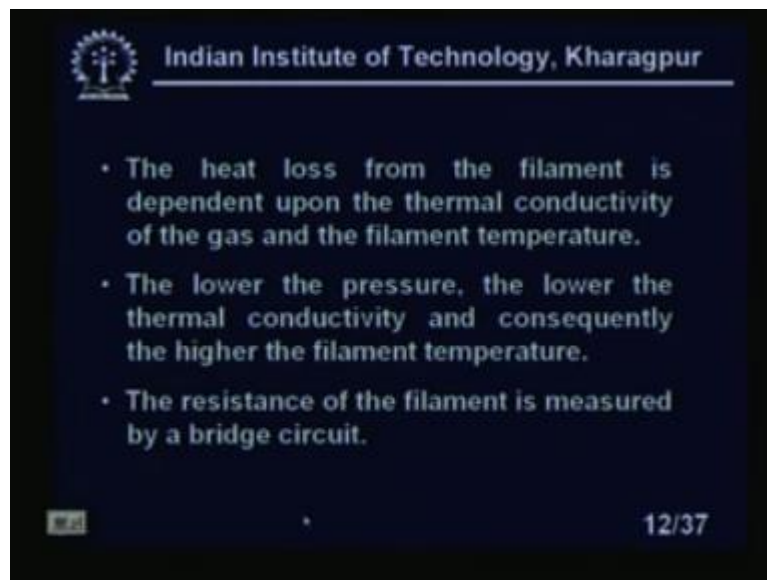 Indian Institute of Technology, Kharagpur
• The heat loss from the filament is
dependent upon the thermal conductivity
of the gas and the filament temperature.
• The lower the pressure, the lower the
thermal conductivity and consequently
the higher the filament temperature.
• The resistance of the filament is measured
by a bridge circuit.
12/37